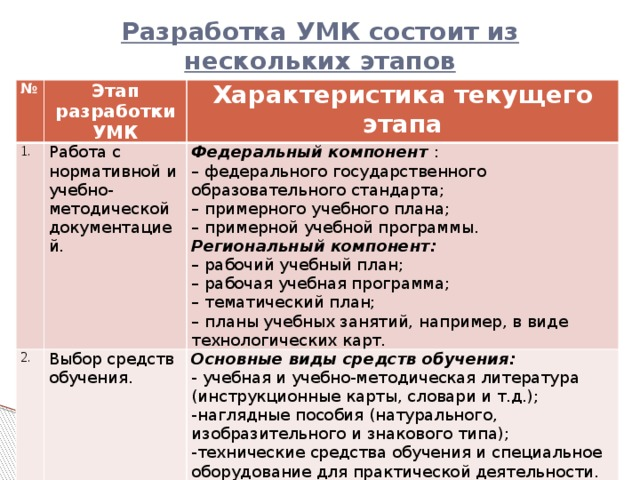 Разработка УМК состоит из
нескольких этапов
№
Этап
разработки
УМК
Характеристика текущего
этапа
1.
Работа с
нормативной и
учебно-
методической
документацие
й.
Федеральный компонент :
– федерального государственного
образовательного стандарта;
– примерного учебного плана;
– примерной учебной программы.
Региональный компонент:
– рабочий учебный план;
– рабочая учебная программа;
– тематический план;
– планы учебных занятий, например, в виде
технологических карт.
2.
Выбор средств
обучения.
Основные виды средств обучения:
- учебная и учебно-методическая литература
(инструкционные карты, словари и т.д.);
-наглядные пособия (натурального,
изобразительного и знакового типа);
-технические средства обучения и специальное
оборудование для практической деятельности.